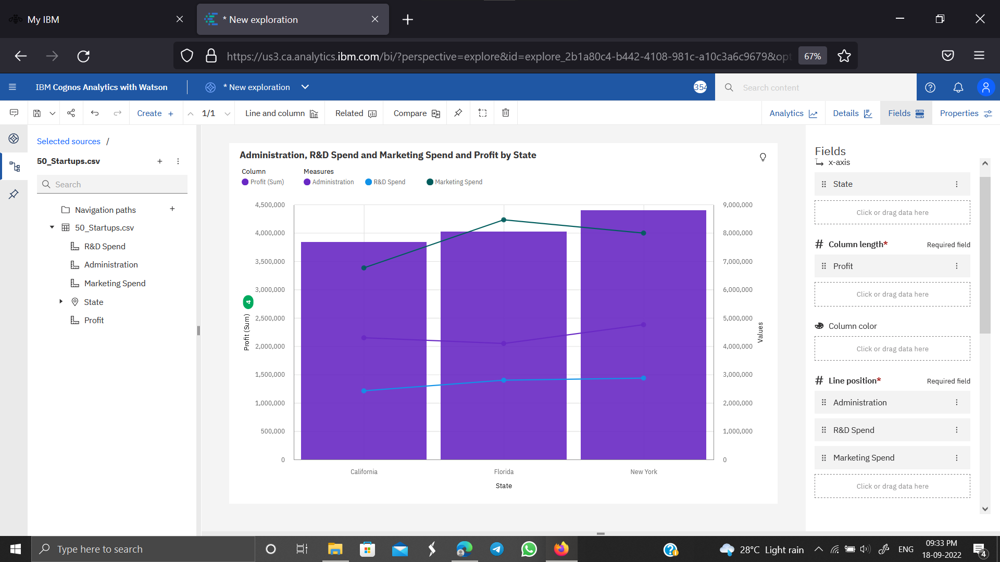 My IBM
* New exploration
https://us3.ca.analytics.ibm.com/bi/?perspective=explore&id=explore_2b1a80c4-b442-4108-981c-a10c3a6c9679&opt
67%
IBM Cognos Analytics with Watson
* New exploration
354
Search content
Create +
1/1
Line and column
Related
Compare
Analytics
Details
Fields
Properties
Selected sources /
50_Startups.csv
Search
Navigation paths
50_Startups.csv
R&D Spend
Administration
Marketing Spend
State
Profit
Administration, R&D Spend and Marketing Spend and Profit by State
Column
Measures
Profit (Sum)
Administration
R&D Spend
Marketing Spend
4,500,000
4,000,000
3,500,000
3,000,000
2,500,000
2,000,000
1,500,000
1,000,000
500,000
0
4
Profit (Sum)
9,000,000
8,000,000
7,000,000
6,000,000
5,000,000
4,000,000
3,000,000
2,000,000
1,000,000
0
Values
California
Florida
New York
State
Fields
x-axis
State
Click or drag data here
# Column length* Required field
Profit
Click or drag data here
Column color
Click or drag data here
# Line position* Required field
Administration
R&D Spend
Marketing Spend
Click or drag data here
Type here to search
28°C Light rain
ENG
09:33 PM
18-09-2022
4